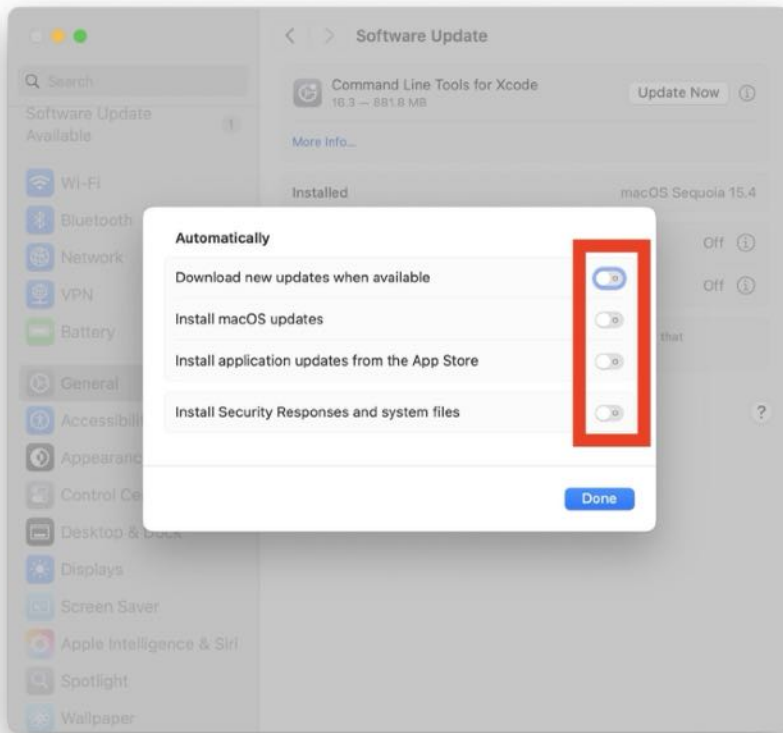 Software Update
Search
Command Line Tools for Xcode
16.3 — 891.8 MB
Update Now
Software Update
Available
1
More Info...
Wi-Fi
Installed
macOS Sequoia 15.4
Bluetooth
Automatically
Network
Off
Download new updates when available
VPN
Off
Install macOS updates
Battery
that
Install application updates from the App Store
General
Install Security Responses and system files
?
Accessibili
Appearanc
Control Ce
Done
Desktop & Dock
Displays
Screen Saver
Apple Intelligence & Siri
Spotlight
Wallpaper